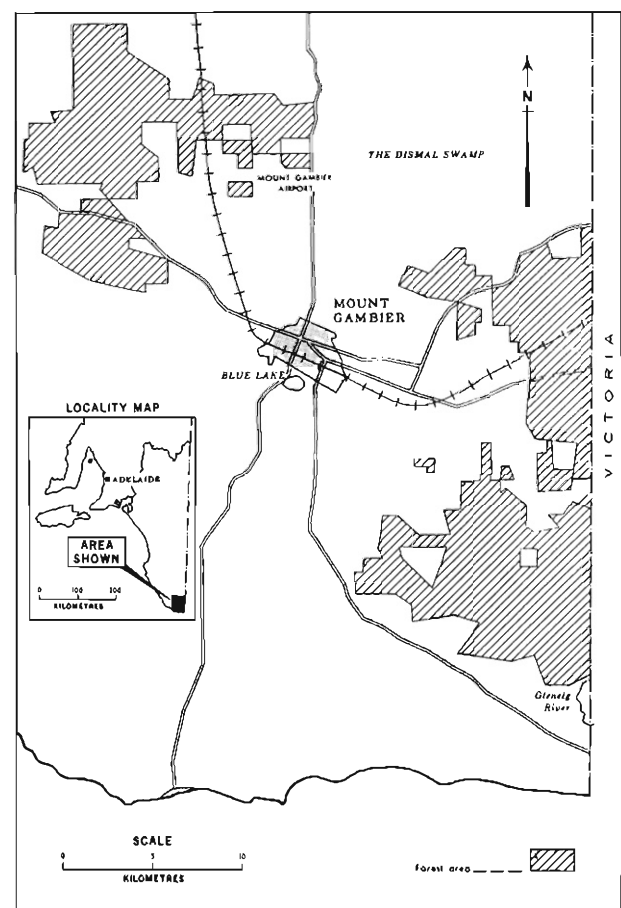 N
THE DISMAL SWAMP
MOUNT GAMBIER
AIRPORT
MOUNT
GAMBIER
BLUE LAKE
VICTORIA
LOCALITY MAP
ADELAIDE
AREA
SHOWN
0 100 200
KILOMETRES
Glenelg
River
SCALE
0 5 10
KILOMETRES
Forest area